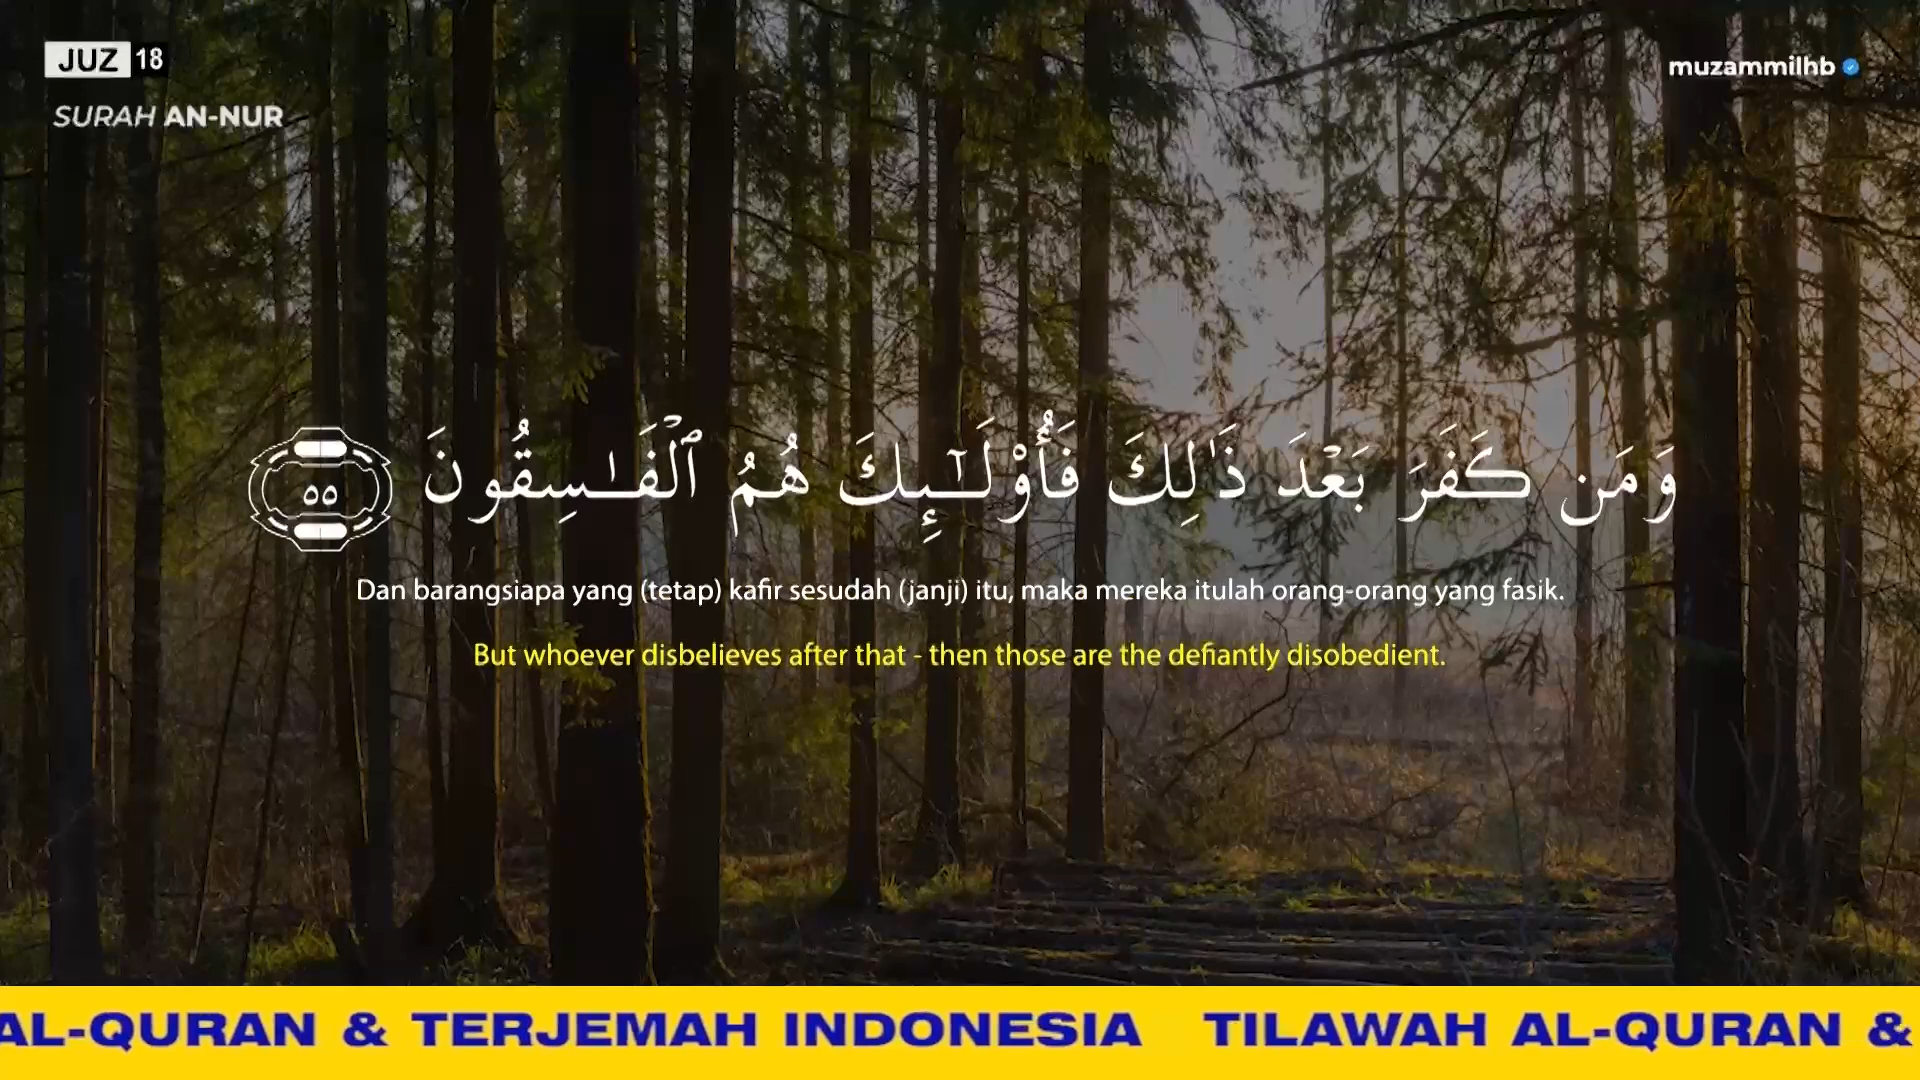 JUZ 18
muzammilhb
SURAH AN-NUR
وَمَن كَفَرَ بَعْدَ ذَٰلِكَ فَأُو۟لَـٰٓئِكَ هُمُ ٱلْفَـٰسِقُونَ ٥٥
Dan barangsiapa yang (tetap) kafir sesudah (janji) itu, maka mereka itulah orang-orang yang fasik.
But whoever disbelieves after that - then those are the defiantly disobedient.
AL-QURAN & TERJEMAH INDONESIA TILAWAH AL-QURAN &